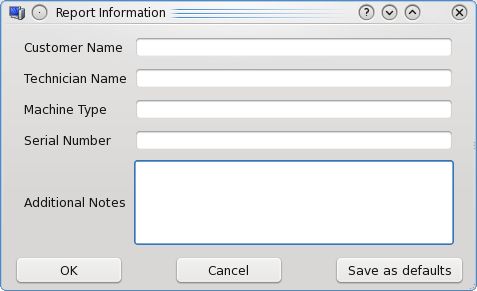 Report Information
Customer Name
Technician Name
Machine Type
Serial Number
Additional Notes
OK Cancel Save as defaults